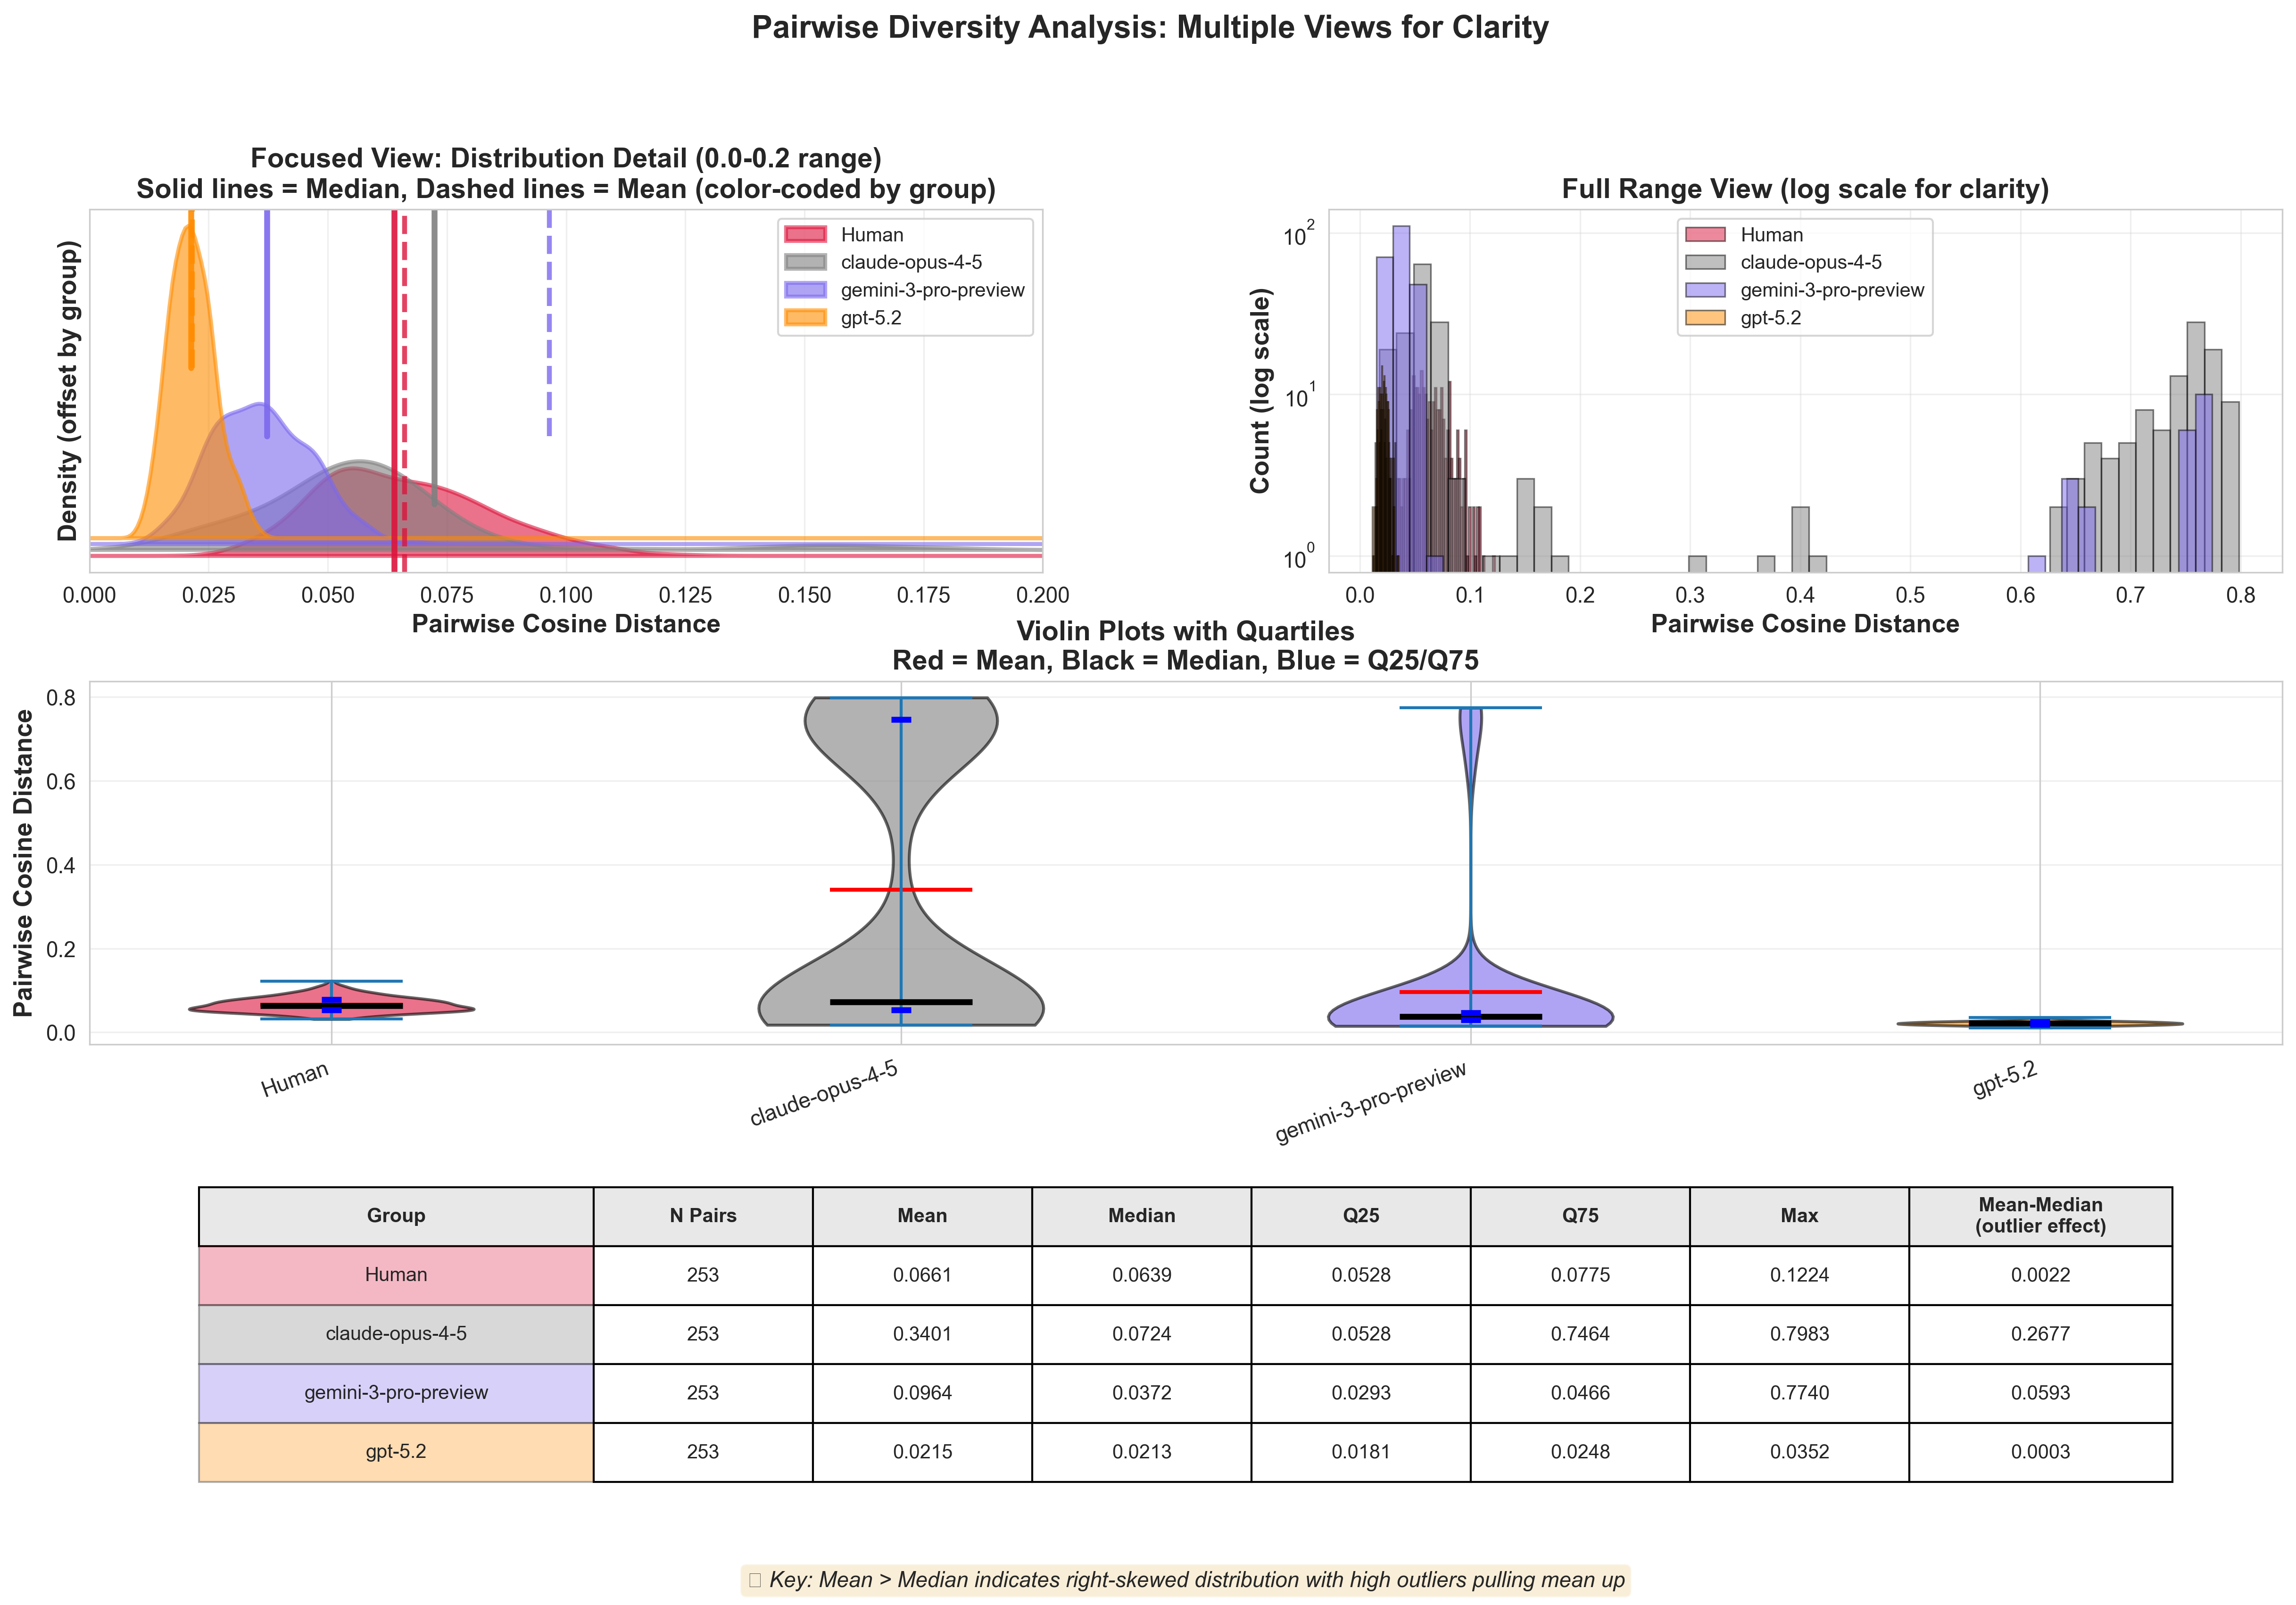 Pairwise Diversity Analysis: Multiple Views for Clarity
Focused View: Distribution Detail (0.0-0.2 range)
Solid lines = Median, Dashed lines = Mean (color-coded by group)
Density (offset by group)
Human
claude-opus-4-5
gemini-3-pro-preview
gpt-5.2
0.000 0.025 0.050 0.075 0.100 0.125 0.150 0.175 0.200
Pairwise Cosine Distance
Full Range View (log scale for clarity)
Count (log scale)
10^2
10^1
10^0
Human
claude-opus-4-5
gemini-3-pro-preview
gpt-5.2
0.0 0.1 0.2 0.3 0.4 0.5 0.6 0.7 0.8
Pairwise Cosine Distance
Violin Plots with Quartiles
Red = Mean, Black = Median, Blue = Q25/Q75
Pairwise Cosine Distance
0.8
0.6
0.4
0.2
0.0
Human claude-opus-4-5 gemini-3-pro-preview gpt-5.2
Group N Pairs Mean Median Q25 Q75 Max Mean-Median
(outlier effect)
Human 253 0.0661 0.0639 0.0528 0.0775 0.1224 0.0022
claude-opus-4-5 253 0.3401 0.0724 0.0528 0.7464 0.7983 0.2677
gemini-3-pro-preview 253 0.0964 0.0372 0.0293 0.0466 0.7740 0.0593
gpt-5.2 253 0.0215 0.0213 0.0181 0.0248 0.0352 0.0003
Key: Mean > Median indicates right-skewed distribution with high outliers pulling mean up